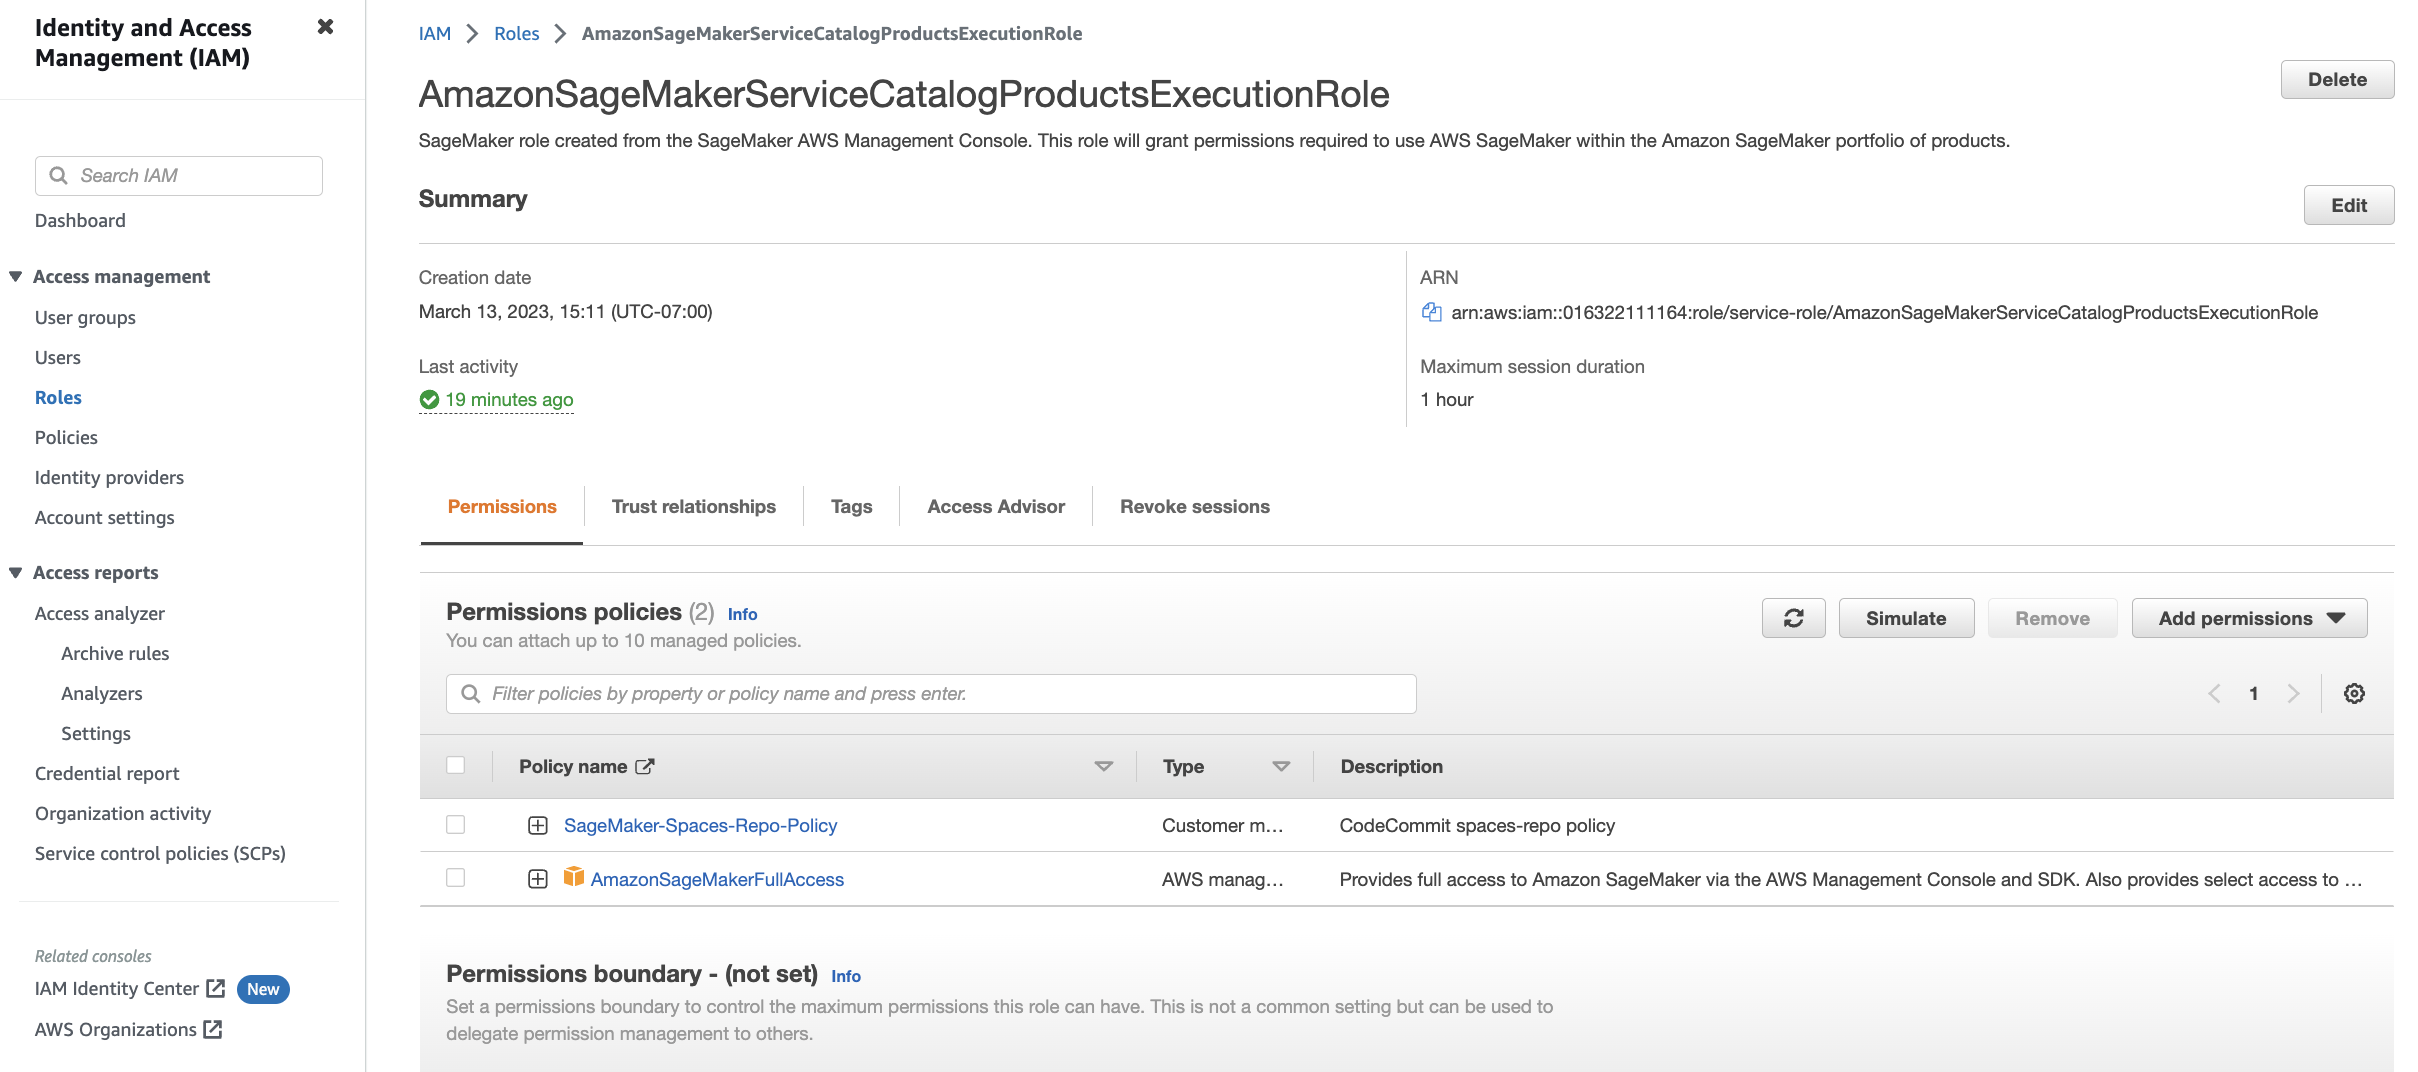 Identity and Access
Management (IAM)
Search IAM
Dashboard
Access management
User groups
Users
Roles
Policies
Identity providers
Account settings
Access reports
Access analyzer
Archive rules
Analyzers
Settings
Credential report
Organization activity
Service control policies (SCPs)
Related consoles
IAM Identity Center New
AWS Organizations
IAM Roles AmazonSageMakerServiceCatalogProductsExecutionRole
AmazonSageMakerServiceCatalogProductsExecutionRole
Delete
SageMaker role created from the SageMaker AWS Management Console. This role will grant permissions required to use AWS SageMaker within the Amazon SageMaker portfolio of products.
Summary
Edit
Creation date
March 13, 2023, 15:11 (UTC-07:00)
Last activity
19 minutes ago
ARN
arn:aws:iam::016322111164:role/service-role/AmazonSageMakerServiceCatalogProductsExecutionRole
Maximum session duration
1 hour
Permissions Trust relationships Tags Access Advisor Revoke sessions
Permissions policies (2) Info
You can attach up to 10 managed policies.
Simulate Remove Add permissions
Filter policies by property or policy name and press enter.
1
Policy name Type Description
SageMaker-Spaces-Repo-Policy Customer m... CodeCommit spaces-repo policy
AmazonSageMakerFullAccess AWS manag... Provides full access to Amazon SageMaker via the AWS Management Console and SDK. Also provides select access to ...
Permissions boundary - (not set) Info
Set a permissions boundary to control the maximum permissions this role can have. This is not a common setting but can be used to
delegate permission management to others.